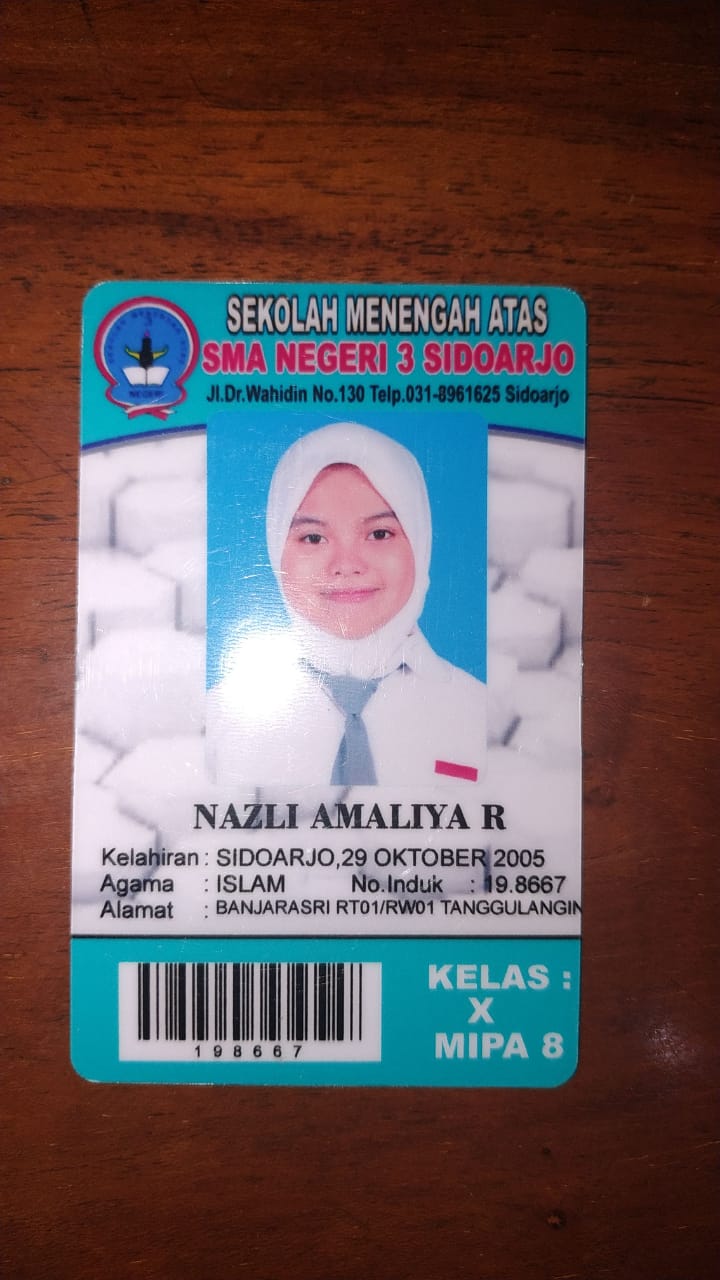 SEKOLAH MENENGAH ATAS
SMA NEGERI 3 SIDOARJO
Jl.Dr.Wahidin No.130 Telp.031-8961625 Sidoarjo
NEGERI
NAZLI AMALIYA R
Kelahiran : SIDOARJO,29 OKTOBER 2005
Agama : ISLAM No.Induk : 19.8667
Alamat : BANJARASRI RT01/RW01 TANGGULANGIN
198667
KELAS :
X
MIPA 8